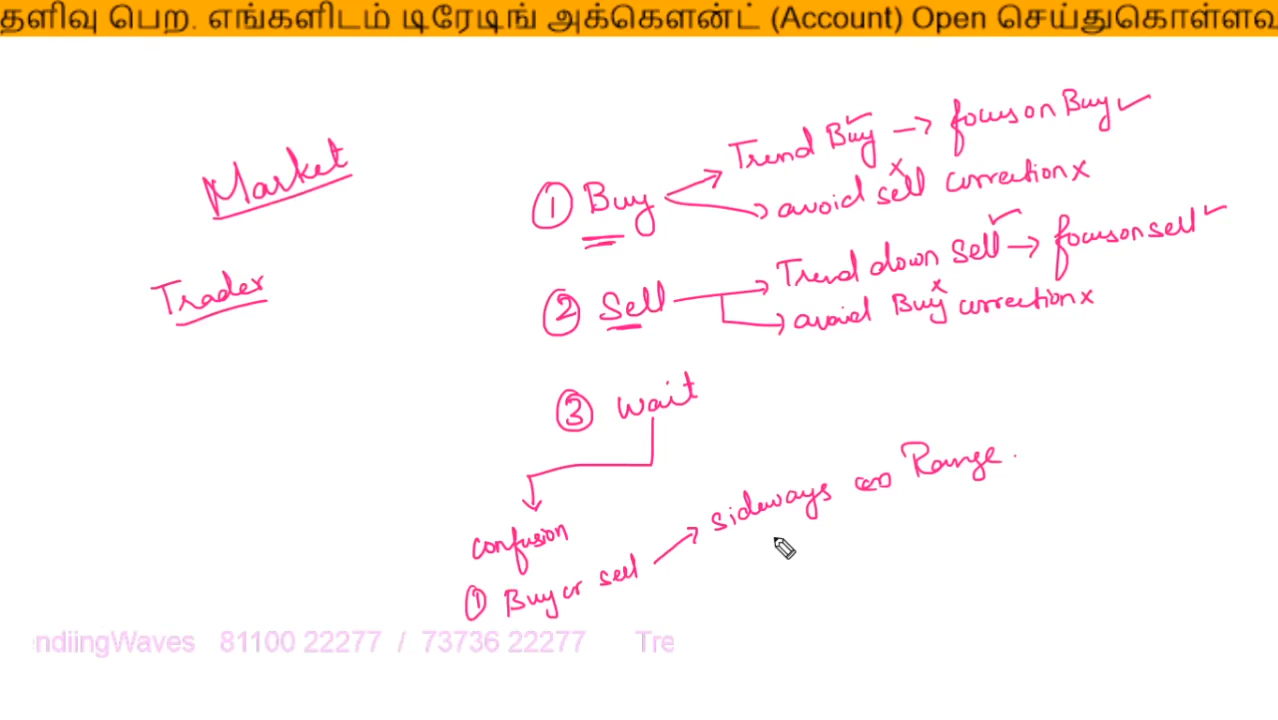 தளிவு பெற. எங்களிடம் டிரேடிங் அக்கௌன்ட் (Account) Open செய்துகொள்ளவ
Market
Trader
① Buy
Trend Buy → focus on Buy ✓
→ avoid sell correction x
② Sell
Trend down sell → focus on sell ✓
→ avoid Buy correction x
③ wait
confusion
① Buy or sell → sideways Range.
endiingWaves 81100 22277 / 73736 22277 Tre